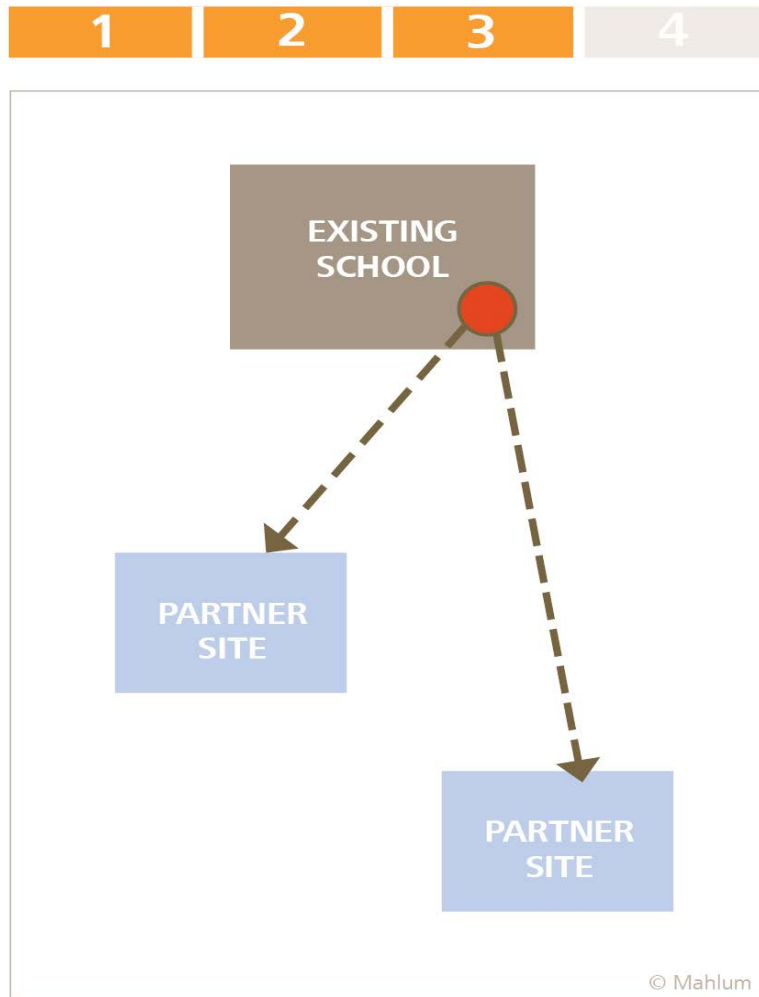 1 2 3 4
EXISTING
SCHOOL
PARTNER
SITE
PARTNER
SITE
© Mahlum